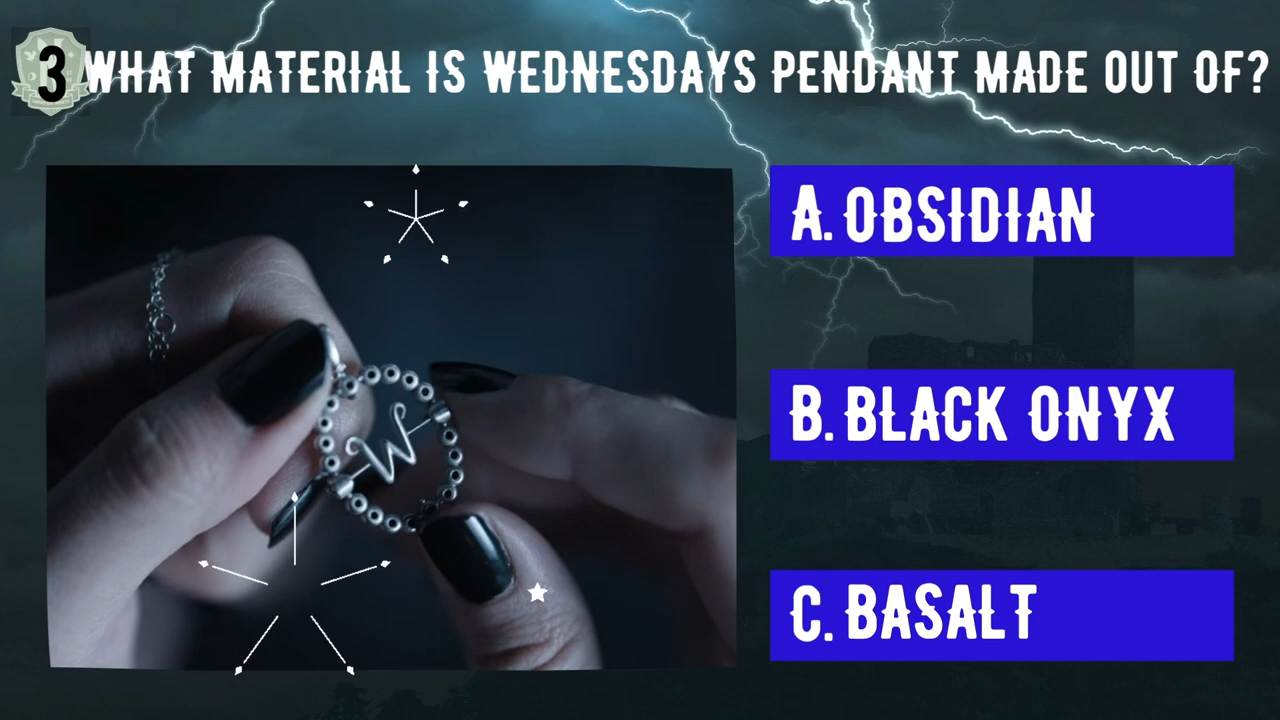 3 WHAT MATERIAL IS WEDNESDAYS PENDANT MADE OUT OF?
A. OBSIDIAN
W
B. BLACK ONYX
C. BASALT